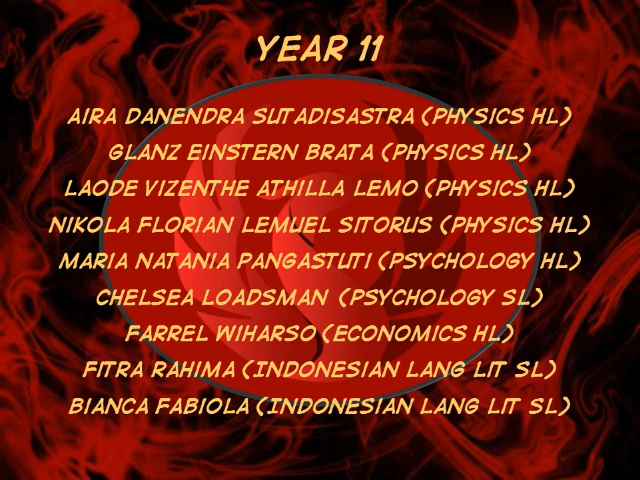 YEAR 11
AIRA DANENDRA SUTADISASTRA (PHYSICS HL)
GLANZ EINSTERN BRATA (PHYSICS HL)
LAODE VIZENTHE ATHILLA LEMO (PHYSICS HL)
NIKOLA FLORIAN LEMUEL SITORUS (PHYSICS HL)
MARIA NATANIA PANGASTUTI (PSYCHOLOGY HL)
CHELSEA LOADSMAN (PSYCHOLOGY SL)
FARREL WIHARSO (ECONOMICS HL)
FITRA RAHIMA (INDONESIAN LANG LIT SL)
BIANCA FABIOLA (INDONESIAN LANG LIT SL)